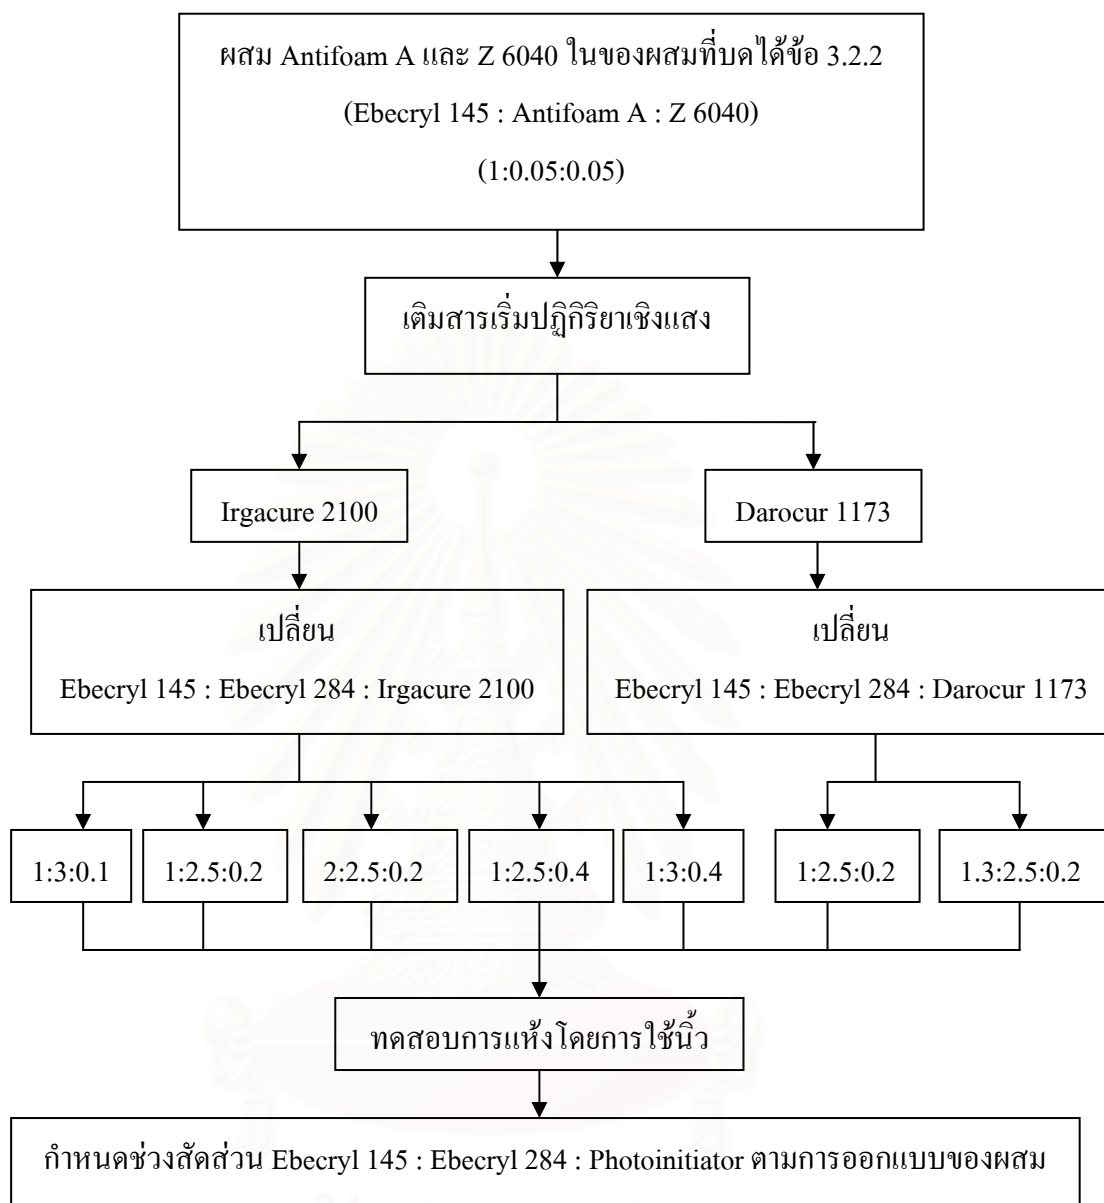 ผสม Antifoam A และ Z 6040 ในของผสมที่บดได้ข้อ 3.2.2
(Ebecryl 145 : Antifoam A : Z 6040)
(1:0.05:0.05)
เติมสารเริ่มปฏิกิริยาเชิงแสง
Irgacure 2100
Darocur 1173
เปลี่ยน
Ebecryl 145 : Ebecryl 284 : Irgacure 2100
เปลี่ยน
Ebecryl 145 : Ebecryl 284 : Darocur 1173
1:3:0.1
1:2.5:0.2
2:2.5:0.2
1:2.5:0.4
1:3:0.4
1:2.5:0.2
1.3:2.5:0.2
ทดสอบการแห้งโดยการใช้นิ้ว
กำหนดช่วงสัดส่วน Ebecryl 145 : Ebecryl 284 : Photoinitiator ตามการออกแบบของผสม